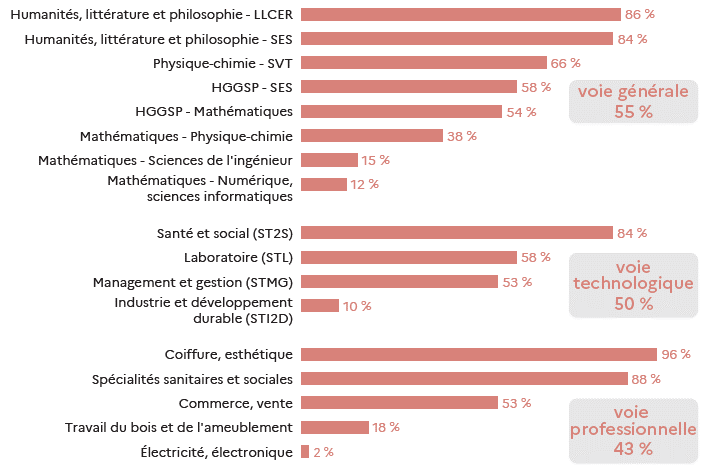 Humanités, littérature et philosophie - LLCER 86 %
Humanités, littérature et philosophie - SES 84 %
Physique-chimie - SVT 66 %
HGGSP - SES 58 %
HGGSP - Mathématiques 54 %
voie générale
55 %
Mathématiques - Physique-chimie 38 %
Mathématiques - Sciences de l'ingénieur 15 %
Mathématiques - Numérique,
sciences informatiques 12 %
Santé et social (ST2S) 84 %
Laboratoire (STL) 58 %
Management et gestion (STMG) 53 %
Industrie et développement
durable (STI2D) 10 %
voie
technologique
50 %
Coiffure, esthétique 96 %
Spécialités sanitaires et sociales 88 %
Commerce, vente 53 %
Travail du bois et de l'ameublement 18 %
Électricité, électronique 2 %
voie
professionnelle
43 %